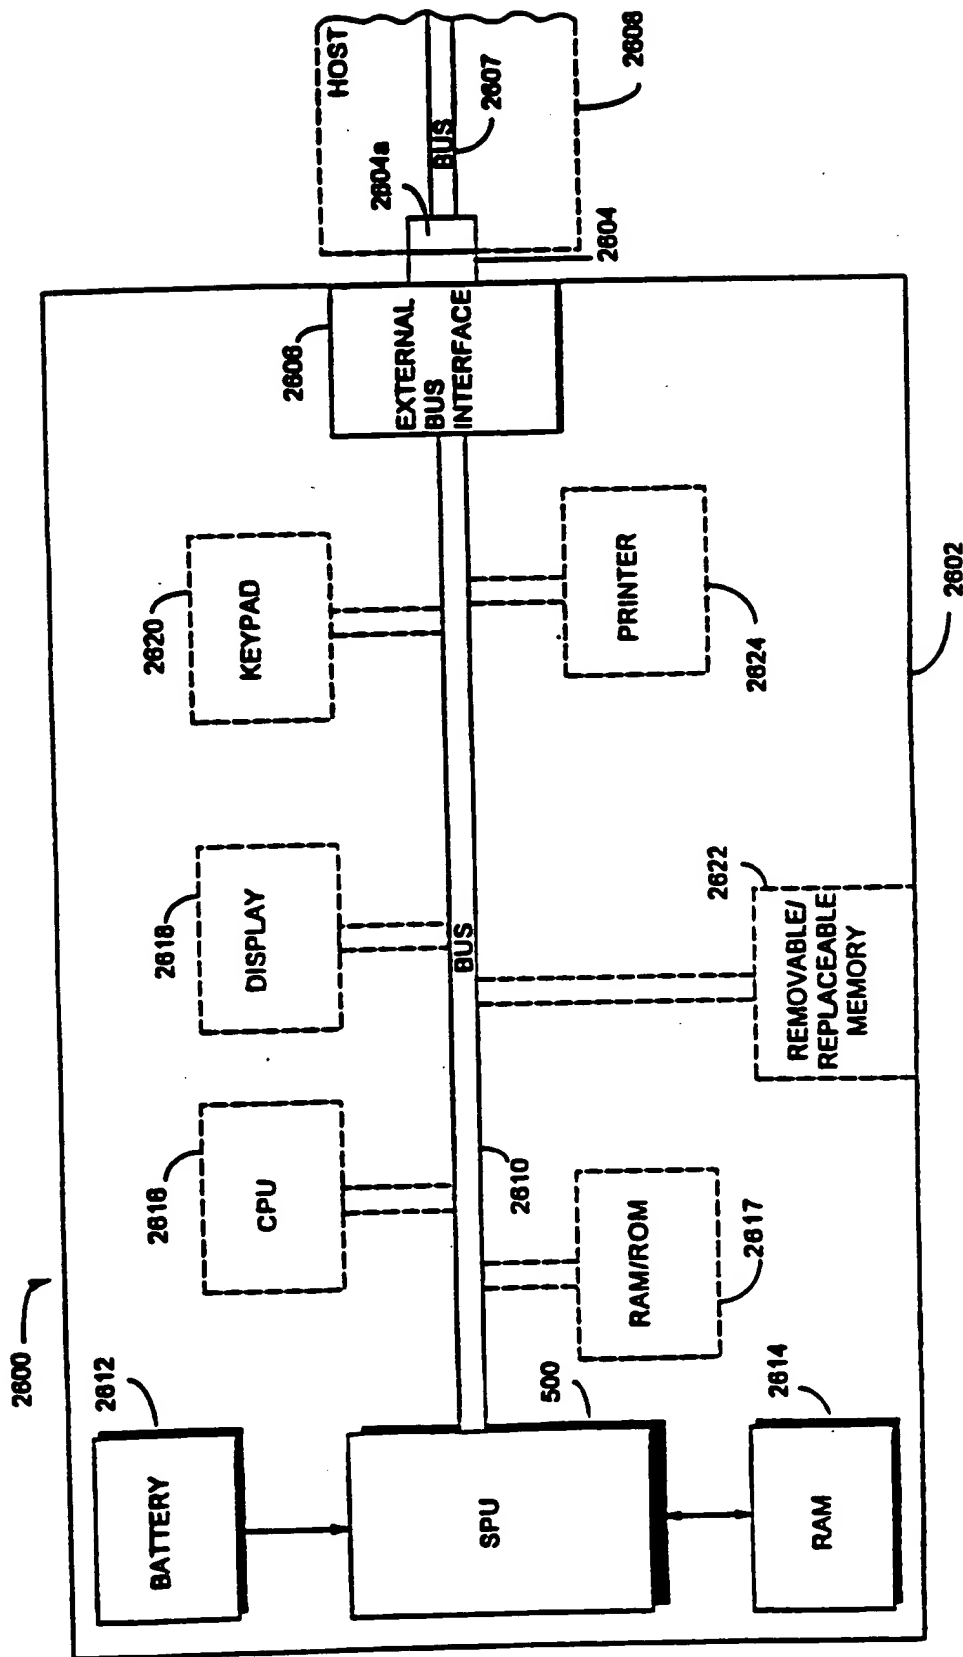 2600
2612
BATTERY
2616
CPU
2618
DISPLAY
2620
KEYPAD
2606
EXTERNAL
BUS
INTERFACE
HOST
2604a
BUS
2607
2604
2608
SPU
500
BUS
2610
RAM
2614
RAM/ROM
2617
REMOVABLE/
REPLACEABLE
MEMORY
2622
PRINTER
2624
2602